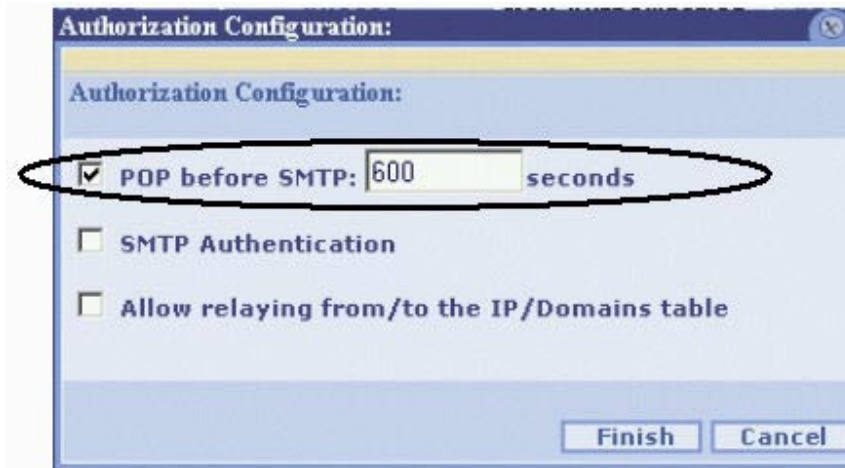 Authorization Configuration:
Authorization Configuration:
POP before SMTP: 600 seconds
SMTP Authentication
Allow relaying from/to the IP/Domains table
Finish Cancel